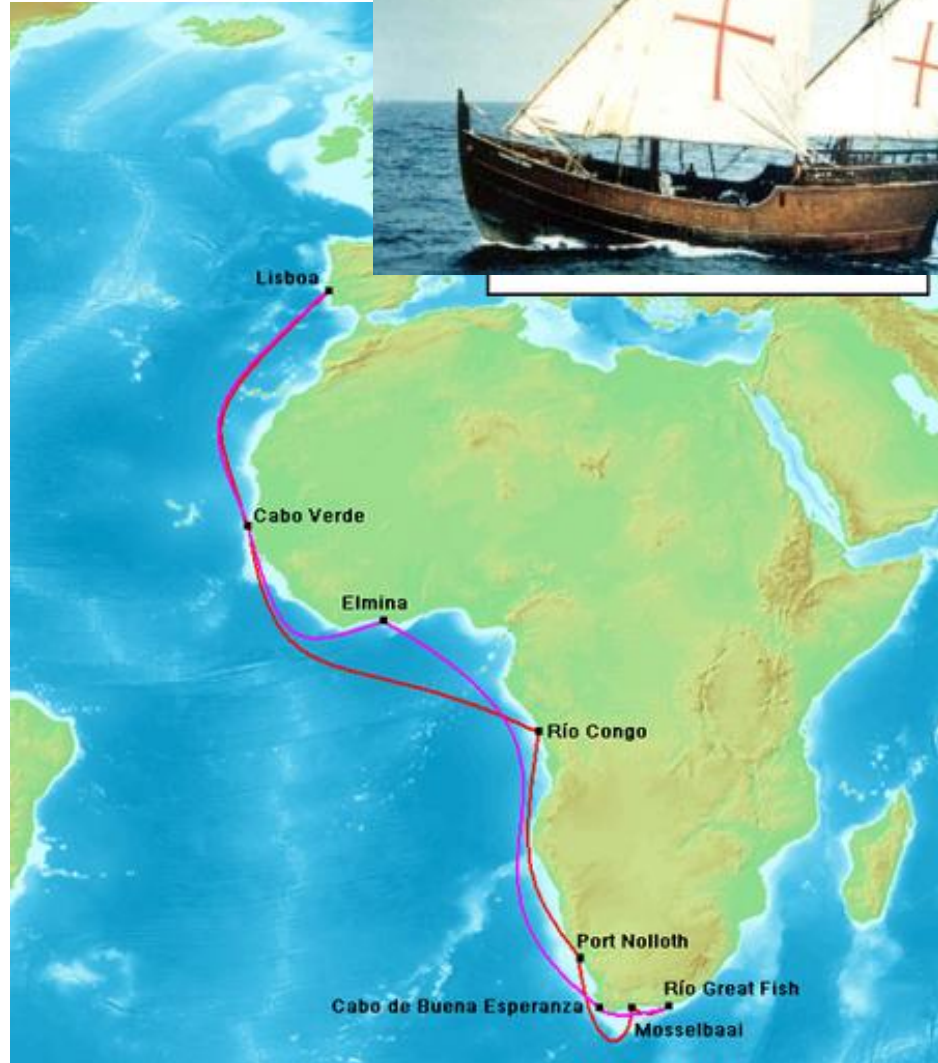 Lisboa
Cabo Verde
Elmina
Río Congo
Port Nolloth
Río Great Fish
Cabo de Buena Esperanza
Mosselbaai